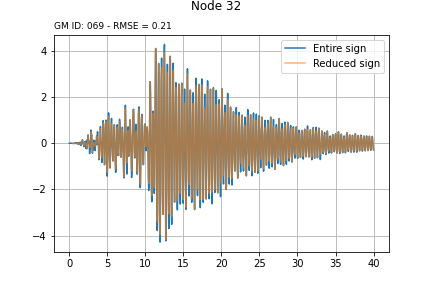 Node 32
GM ID: 069 - RMSE = 0.21
Entire sign
Reduced sign
4
2
0
−2
−4
0 5 10 15 20 25 30 35 40